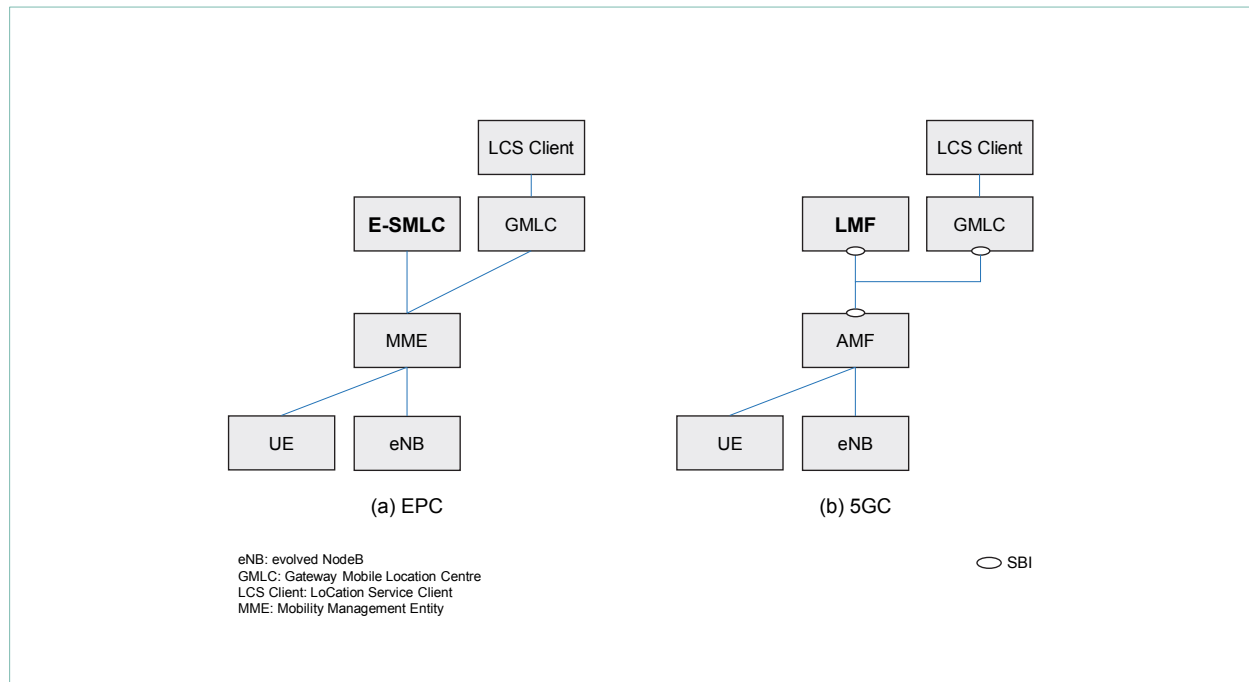 LCS Client
E-SMLC
GMLC
MME
UE
eNB
(a) EPC
LCS Client
LMF
GMLC
AMF
UE
eNB
(b) 5GC
eNB: evolved NodeB
GMLC: Gateway Mobile Location Centre
LCS Client: LoCation Service Client
MME: Mobility Management Entity
SBI